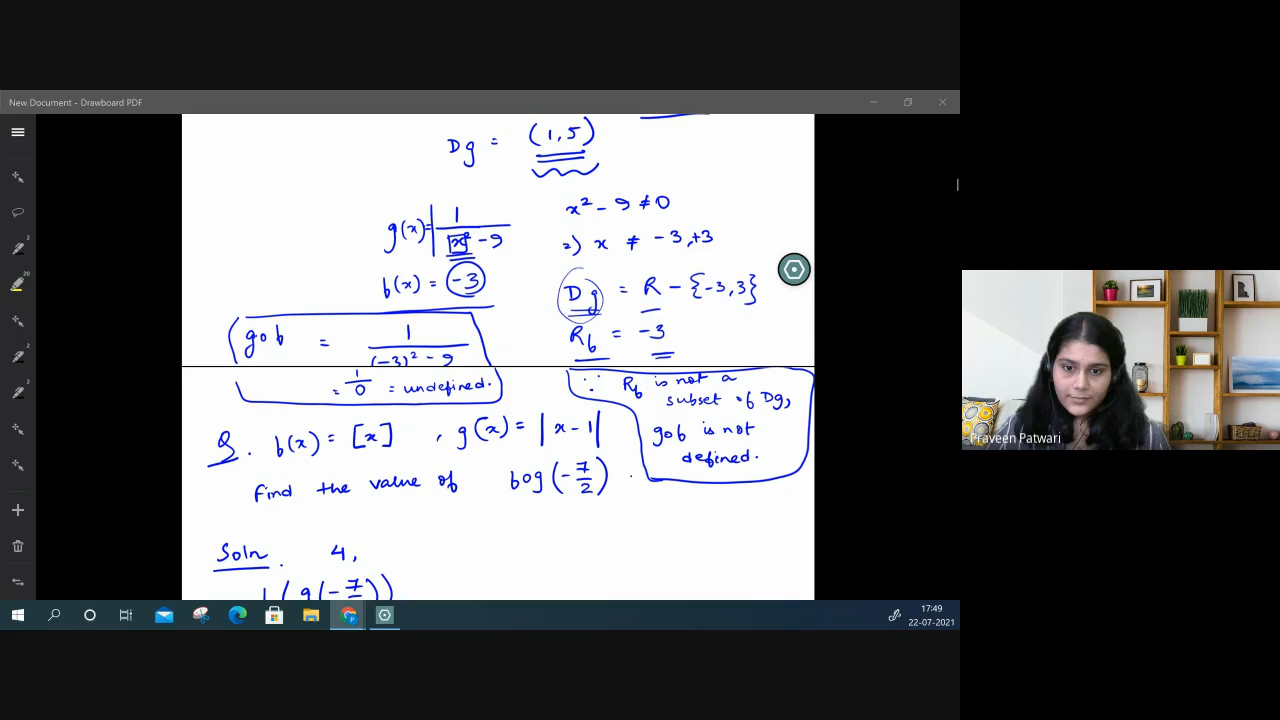 New Document - Drawboard PDF
Dg = (1,5)
g(x) = 1 / x² - 9
x² - 9 ≠ 0
=) x ≠ -3,+3
f(x) = -3
Dg = R - {-3,3}
gof = 1 / (-3)² - 9
Rf = -3
= 1/0 = undefined.
∵ Rf is not a
subset of Dg,
gof is not
defined.
Q. f(x) = [x] , g(x) = |x-1|
Find the value of fog(-7/2) .
Soln. 4,
(g(-7
Praveen Patwari
17:49
22-07-2021